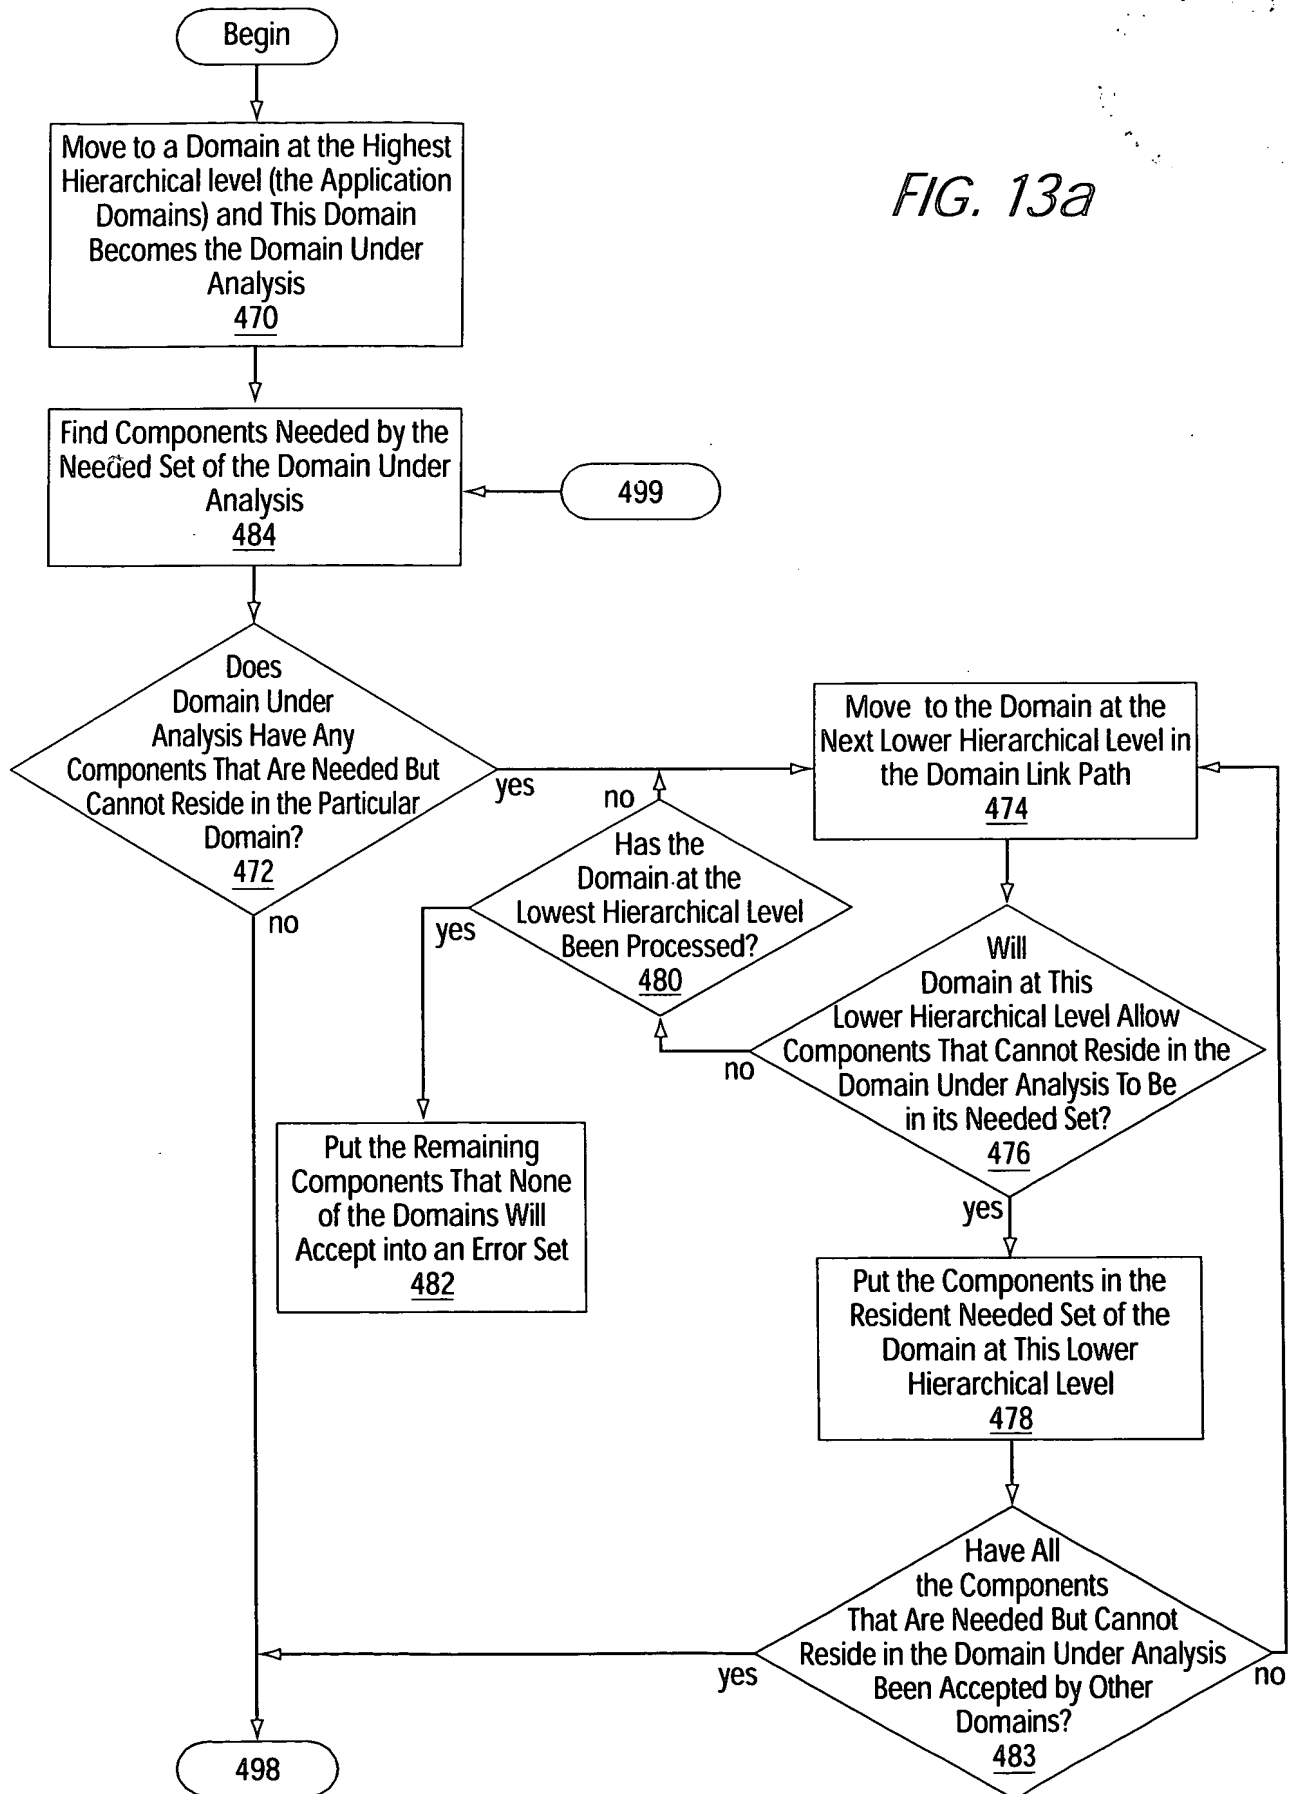 Begin
FIG. 13a
Move to a Domain at the Highest
Hierarchical level (the Application
Domains) and This Domain
Becomes the Domain Under
Analysis
470
Find Components Needed by the
Needed Set of the Domain Under
Analysis
484
499
Does
Domain Under
Analysis Have Any
Components That Are Needed But
Cannot Reside in the Particular
Domain?
472
yes
no
Move to the Domain at the
Next Lower Hierarchical Level in
the Domain Link Path
474
no
Has the
Domain at the
Lowest Hierarchical Level
Been Processed?
480
yes
Will
Domain at This
Lower Hierarchical Level Allow
Components That Cannot Reside in the
Domain Under Analysis To Be
in its Needed Set?
476
no
yes
Put the Remaining
Components That None
of the Domains Will
Accept into an Error Set
482
Put the Components in the
Resident Needed Set of the
Domain at This Lower
Hierarchical Level
478
Have All
the Components
That Are Needed But Cannot
Reside in the Domain Under Analysis
Been Accepted by Other
Domains?
483
yes
no
498